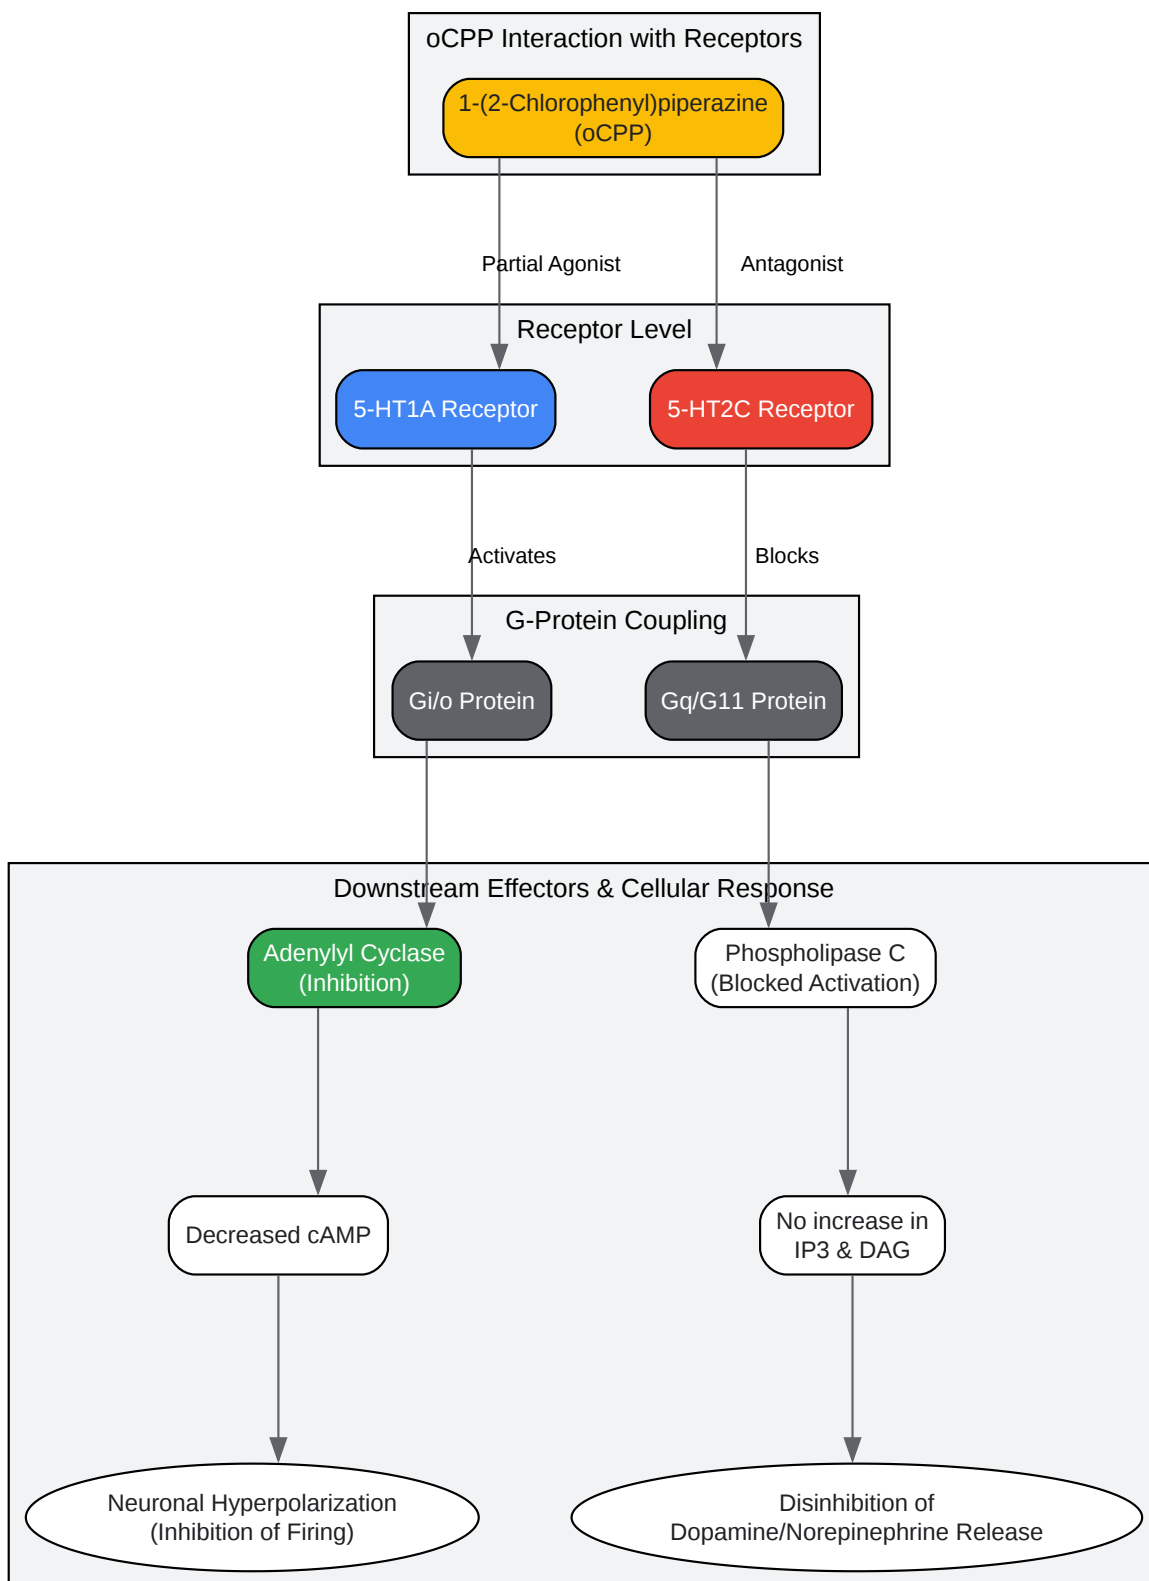 oCPP Interaction with Receptors
1-(2-Chlorophenyl)piperazine
(oCPP)
Partial Agonist
Antagonist
Receptor Level
5-HT1A Receptor
5-HT2C Receptor
Activates
Blocks
G-Protein Coupling
Gi/o Protein
Gq/G11 Protein
Downstream Effectors & Cellular Response
Adenylyl Cyclase
(Inhibition)
Phospholipase C
(Blocked Activation)
Decreased cAMP
No increase in
IP3 & DAG
Neuronal Hyperpolarization
(Inhibition of Firing)
Disinhibition of
Dopamine/Norepinephrine Release